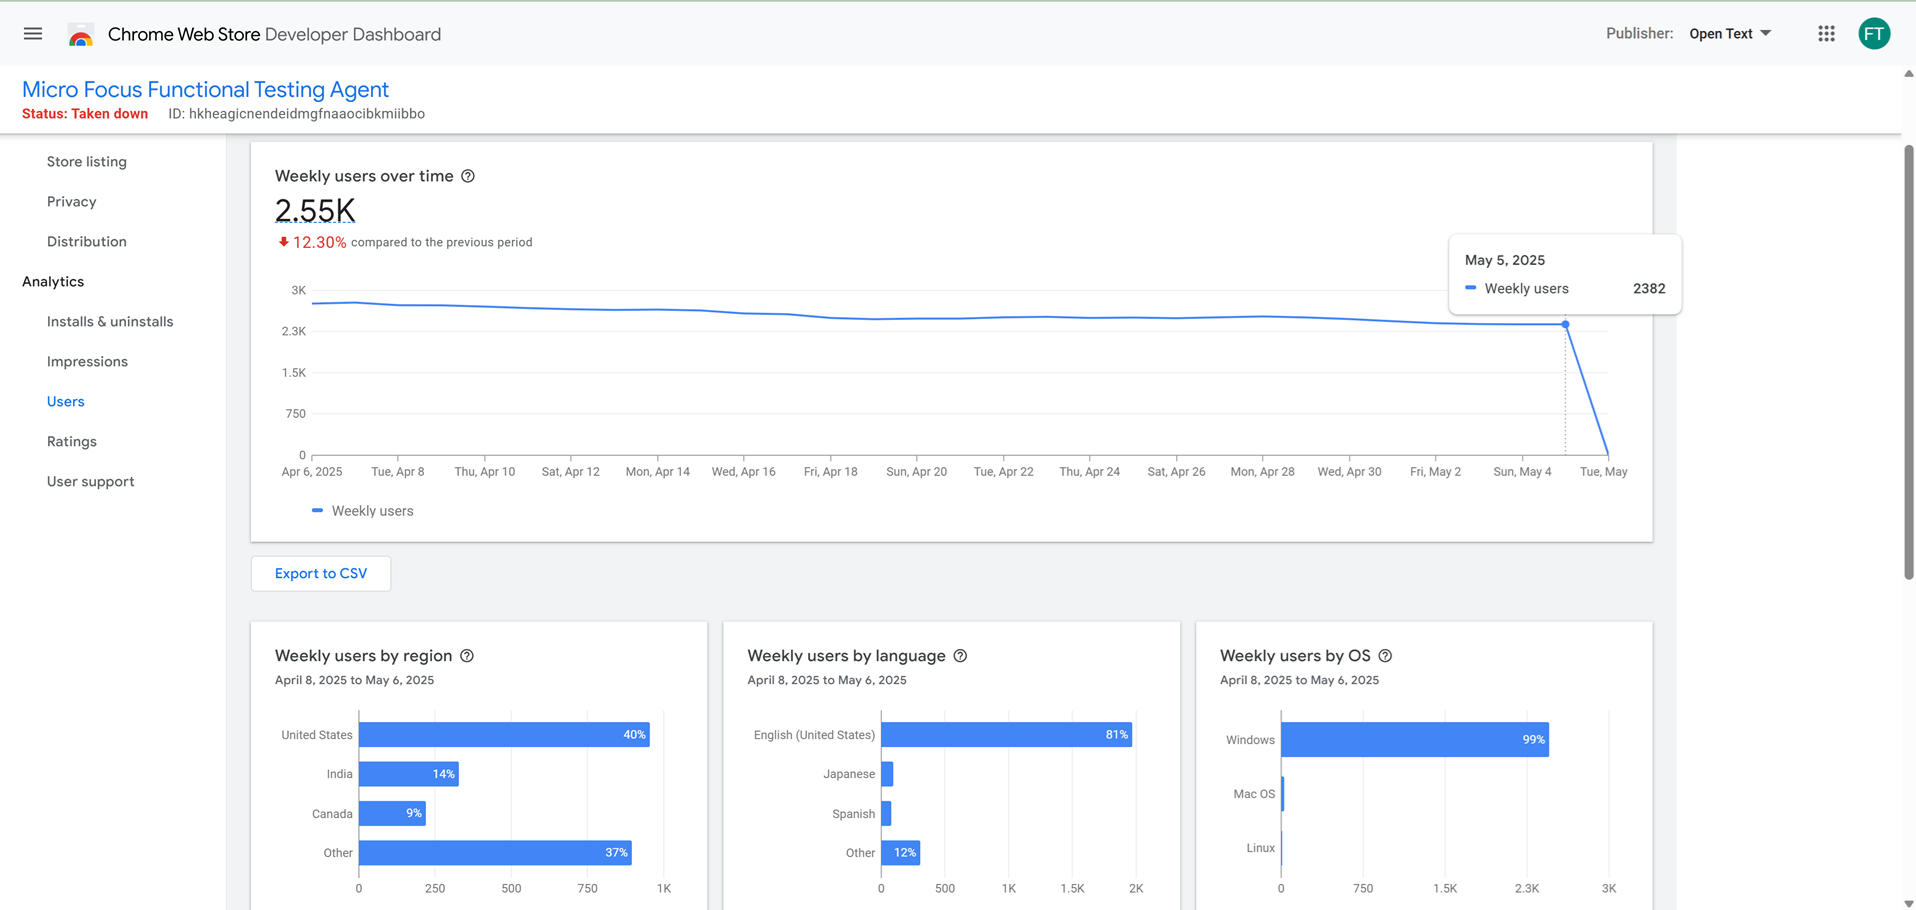 Chrome Web Store Developer Dashboard
Publisher: Open Text
FT
Micro Focus Functional Testing Agent
Status: Taken down ID: hkheagicnendeidmgfnaaocibkmiibbo
Store listing
Privacy
Distribution
Analytics
Installs & uninstalls
Impressions
Users
Ratings
User support
Weekly users over time
2.55K
12.30% compared to the previous period
May 5, 2025
Weekly users 2382
3K
2.3K
1.5K
750
0
Apr 6, 2025 Tue, Apr 8 Thu, Apr 10 Sat, Apr 12 Mon, Apr 14 Wed, Apr 16 Fri, Apr 18 Sun, Apr 20 Tue, Apr 22 Thu, Apr 24 Sat, Apr 26 Mon, Apr 28 Wed, Apr 30 Fri, May 2 Sun, May 4 Tue, May
Weekly users
Export to CSV
Weekly users by region
April 8, 2025 to May 6, 2025
United States 40%
India 14%
Canada 9%
Other 37%
0 250 500 750 1K
Weekly users by language
April 8, 2025 to May 6, 2025
English (United States) 81%
Japanese
Spanish
Other 12%
0 500 1K 1.5K 2K
Weekly users by OS
April 8, 2025 to May 6, 2025
Windows 99%
Mac OS
Linux
0 750 1.5K 2.3K 3K